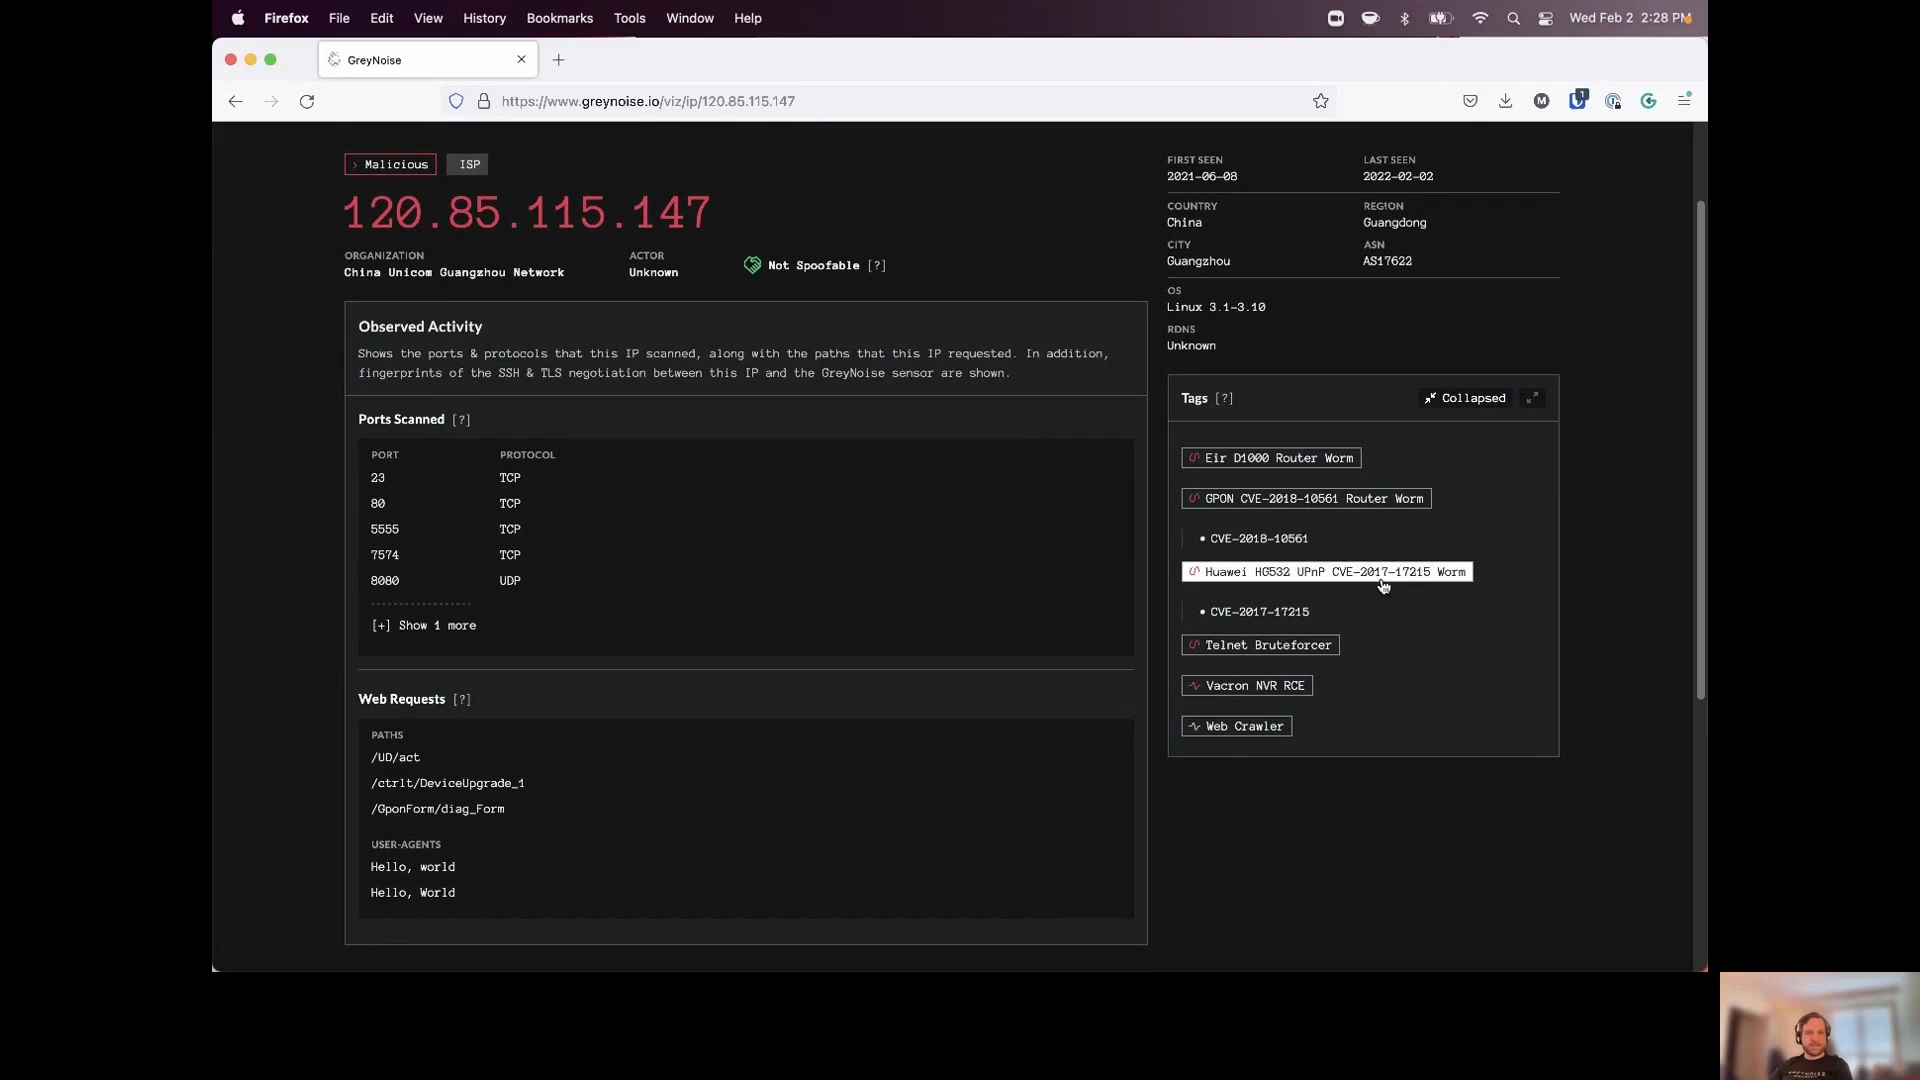 Firefox File Edit View History Bookmarks Tools Window Help
Wed Feb 2 2:28 PM
GreyNoise
https://www.greynoise.io/viz/ip/120.85.115.147
M
1
Malicious
ISP
120.85.115.147
ORGANIZATION
China Unicom Guangzhou Network
ACTOR
Unknown
Not Spoofable [?]
Observed Activity
Shows the ports & protocols that this IP scanned, along with the paths that this IP requested. In addition,
fingerprints of the SSH & TLS negotiation between this IP and the GreyNoise sensor are shown.
Ports Scanned [?]
PORT PROTOCOL
23 TCP
80 TCP
5555 TCP
7574 TCP
8080 UDP
[+] Show 1 more
Web Requests [?]
PATHS
/UD/act
/ctrlt/DeviceUpgrade_1
/GponForm/diag_Form
USER-AGENTS
Hello, world
Hello, World
FIRST SEEN
2021-06-08
LAST SEEN
2022-02-02
COUNTRY
China
REGION
Guangdong
CITY
Guangzhou
ASN
AS17622
OS
Linux 3.1-3.10
RDNS
Unknown
Tags [?]
Collapsed
Eir D1000 Router Worm
GPON CVE-2018-10561 Router Worm
• CVE-2018-10561
Huawei HG532 UPnP CVE-2017-17215 Worm
• CVE-2017-17215
Telnet Bruteforcer
Vacron NVR RCE
Web Crawler